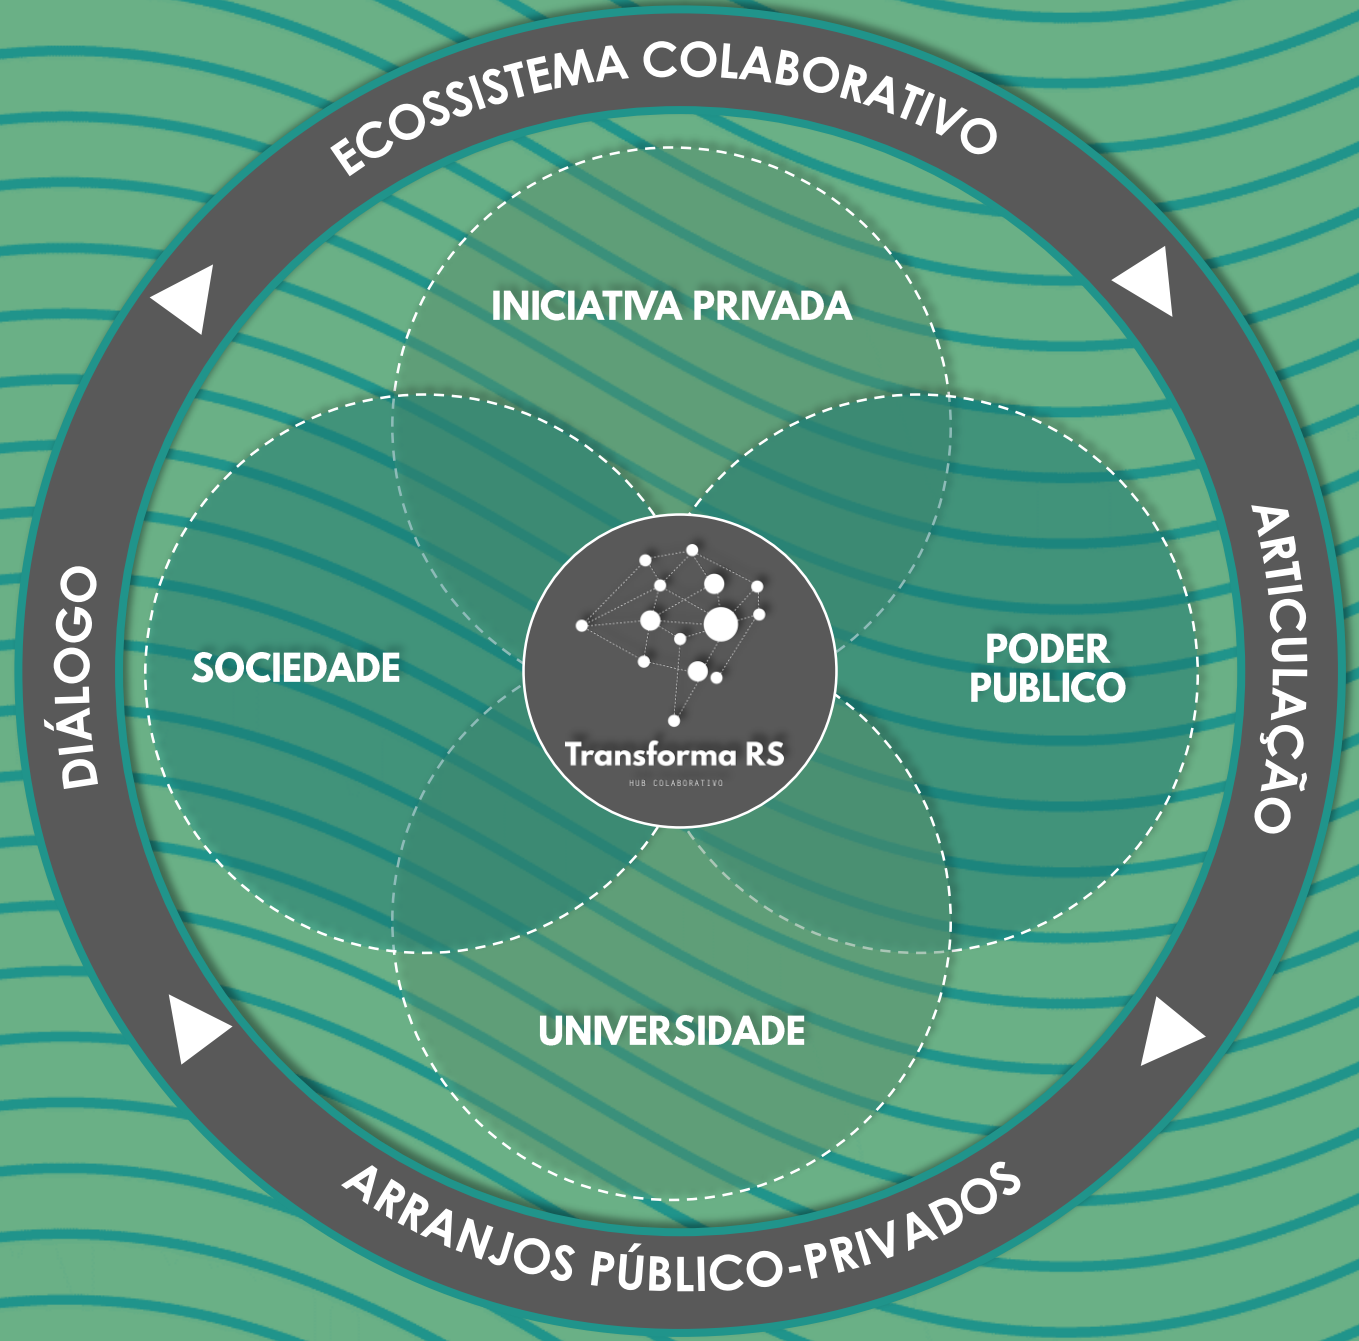 ECOSSISTEMA COLABORATIVO
INICIATIVA PRIVADA
ARTICULAÇÃO
DIÁLOGO
SOCIEDADE
PODER
PUBLICO
Transforma RS
HUB COLABORATIVO
UNIVERSIDADE
ARRANJOS PÚBLICO-PRIVADOS